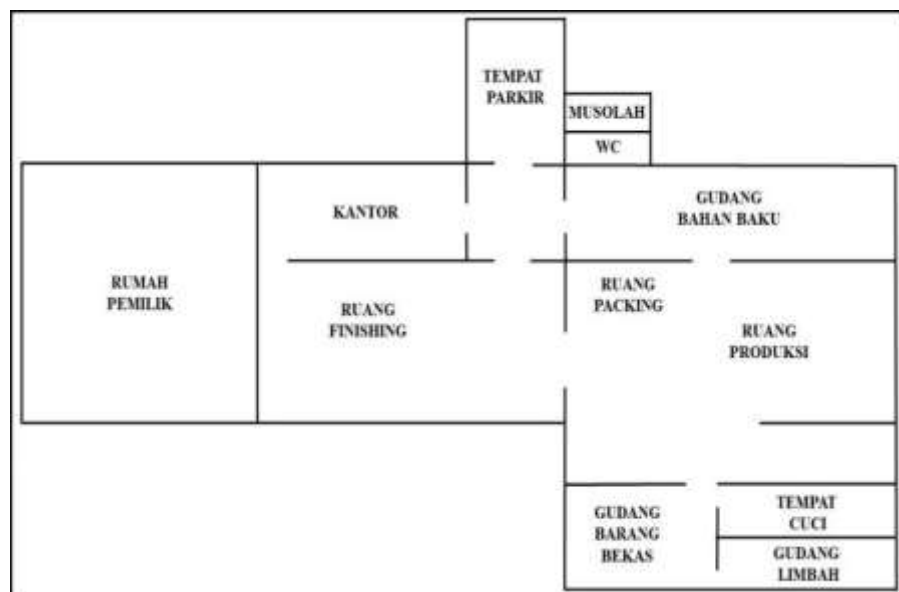 TEMPAT
PARKIR
MUSOLAH
WC
KANTOR
GUDANG
BAHAN BAKU
RUMAH
PEMILIK
RUANG
FINISHING
RUANG
PACKING
RUANG
PRODUKSI
GUDANG
BARANG
BEKAS
TEMPAT
CUCI
GUDANG
LIMBAH